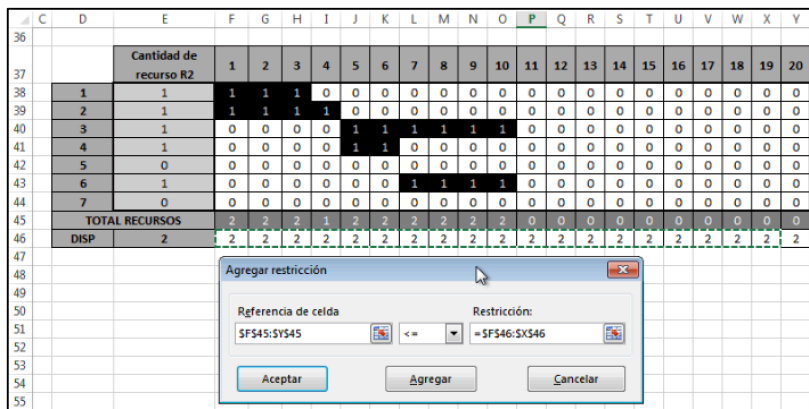 C D E F G H I J K L M N O P Q R S T U V W X Y
36
37 Cantidad de recurso R2 1 2 3 4 5 6 7 8 9 10 11 12 13 14 15 16 17 18 19 20
38 1 1 1 1 1 0 0 0 0 0 0 0 0 0 0 0 0 0 0 0 0 0
39 2 1 1 1 1 1 0 0 0 0 0 0 0 0 0 0 0 0 0 0 0 0
40 3 1 0 0 0 0 1 1 1 1 1 1 0 0 0 0 0 0 0 0 0 0
41 4 1 0 0 0 0 1 1 0 0 0 0 0 0 0 0 0 0 0 0 0 0
42 5 0 0 0 0 0 0 0 0 0 0 0 0 0 0 0 0 0 0 0 0 0
43 6 1 0 0 0 0 0 0 1 1 1 1 0 0 0 0 0 0 0 0 0 0
44 7 0 0 0 0 0 0 0 0 0 0 0 0 0 0 0 0 0 0 0 0 0
45 TOTAL RECURSOS 2 2 2 1 2 2 2 2 2 2 0 0 0 0 0 0 0 0 0 0
46 DISP 2 2 2 2 2 2 2 2 2 2 2 2 2 2 2 2 2 2 2 2 2
47
48 Agregar restricción
49
50 Referencia de celda Restricción:
51 $F$45:$Y$45 <= =$F$46:$X$46
52
53
54 Aceptar Agregar Cancelar
55